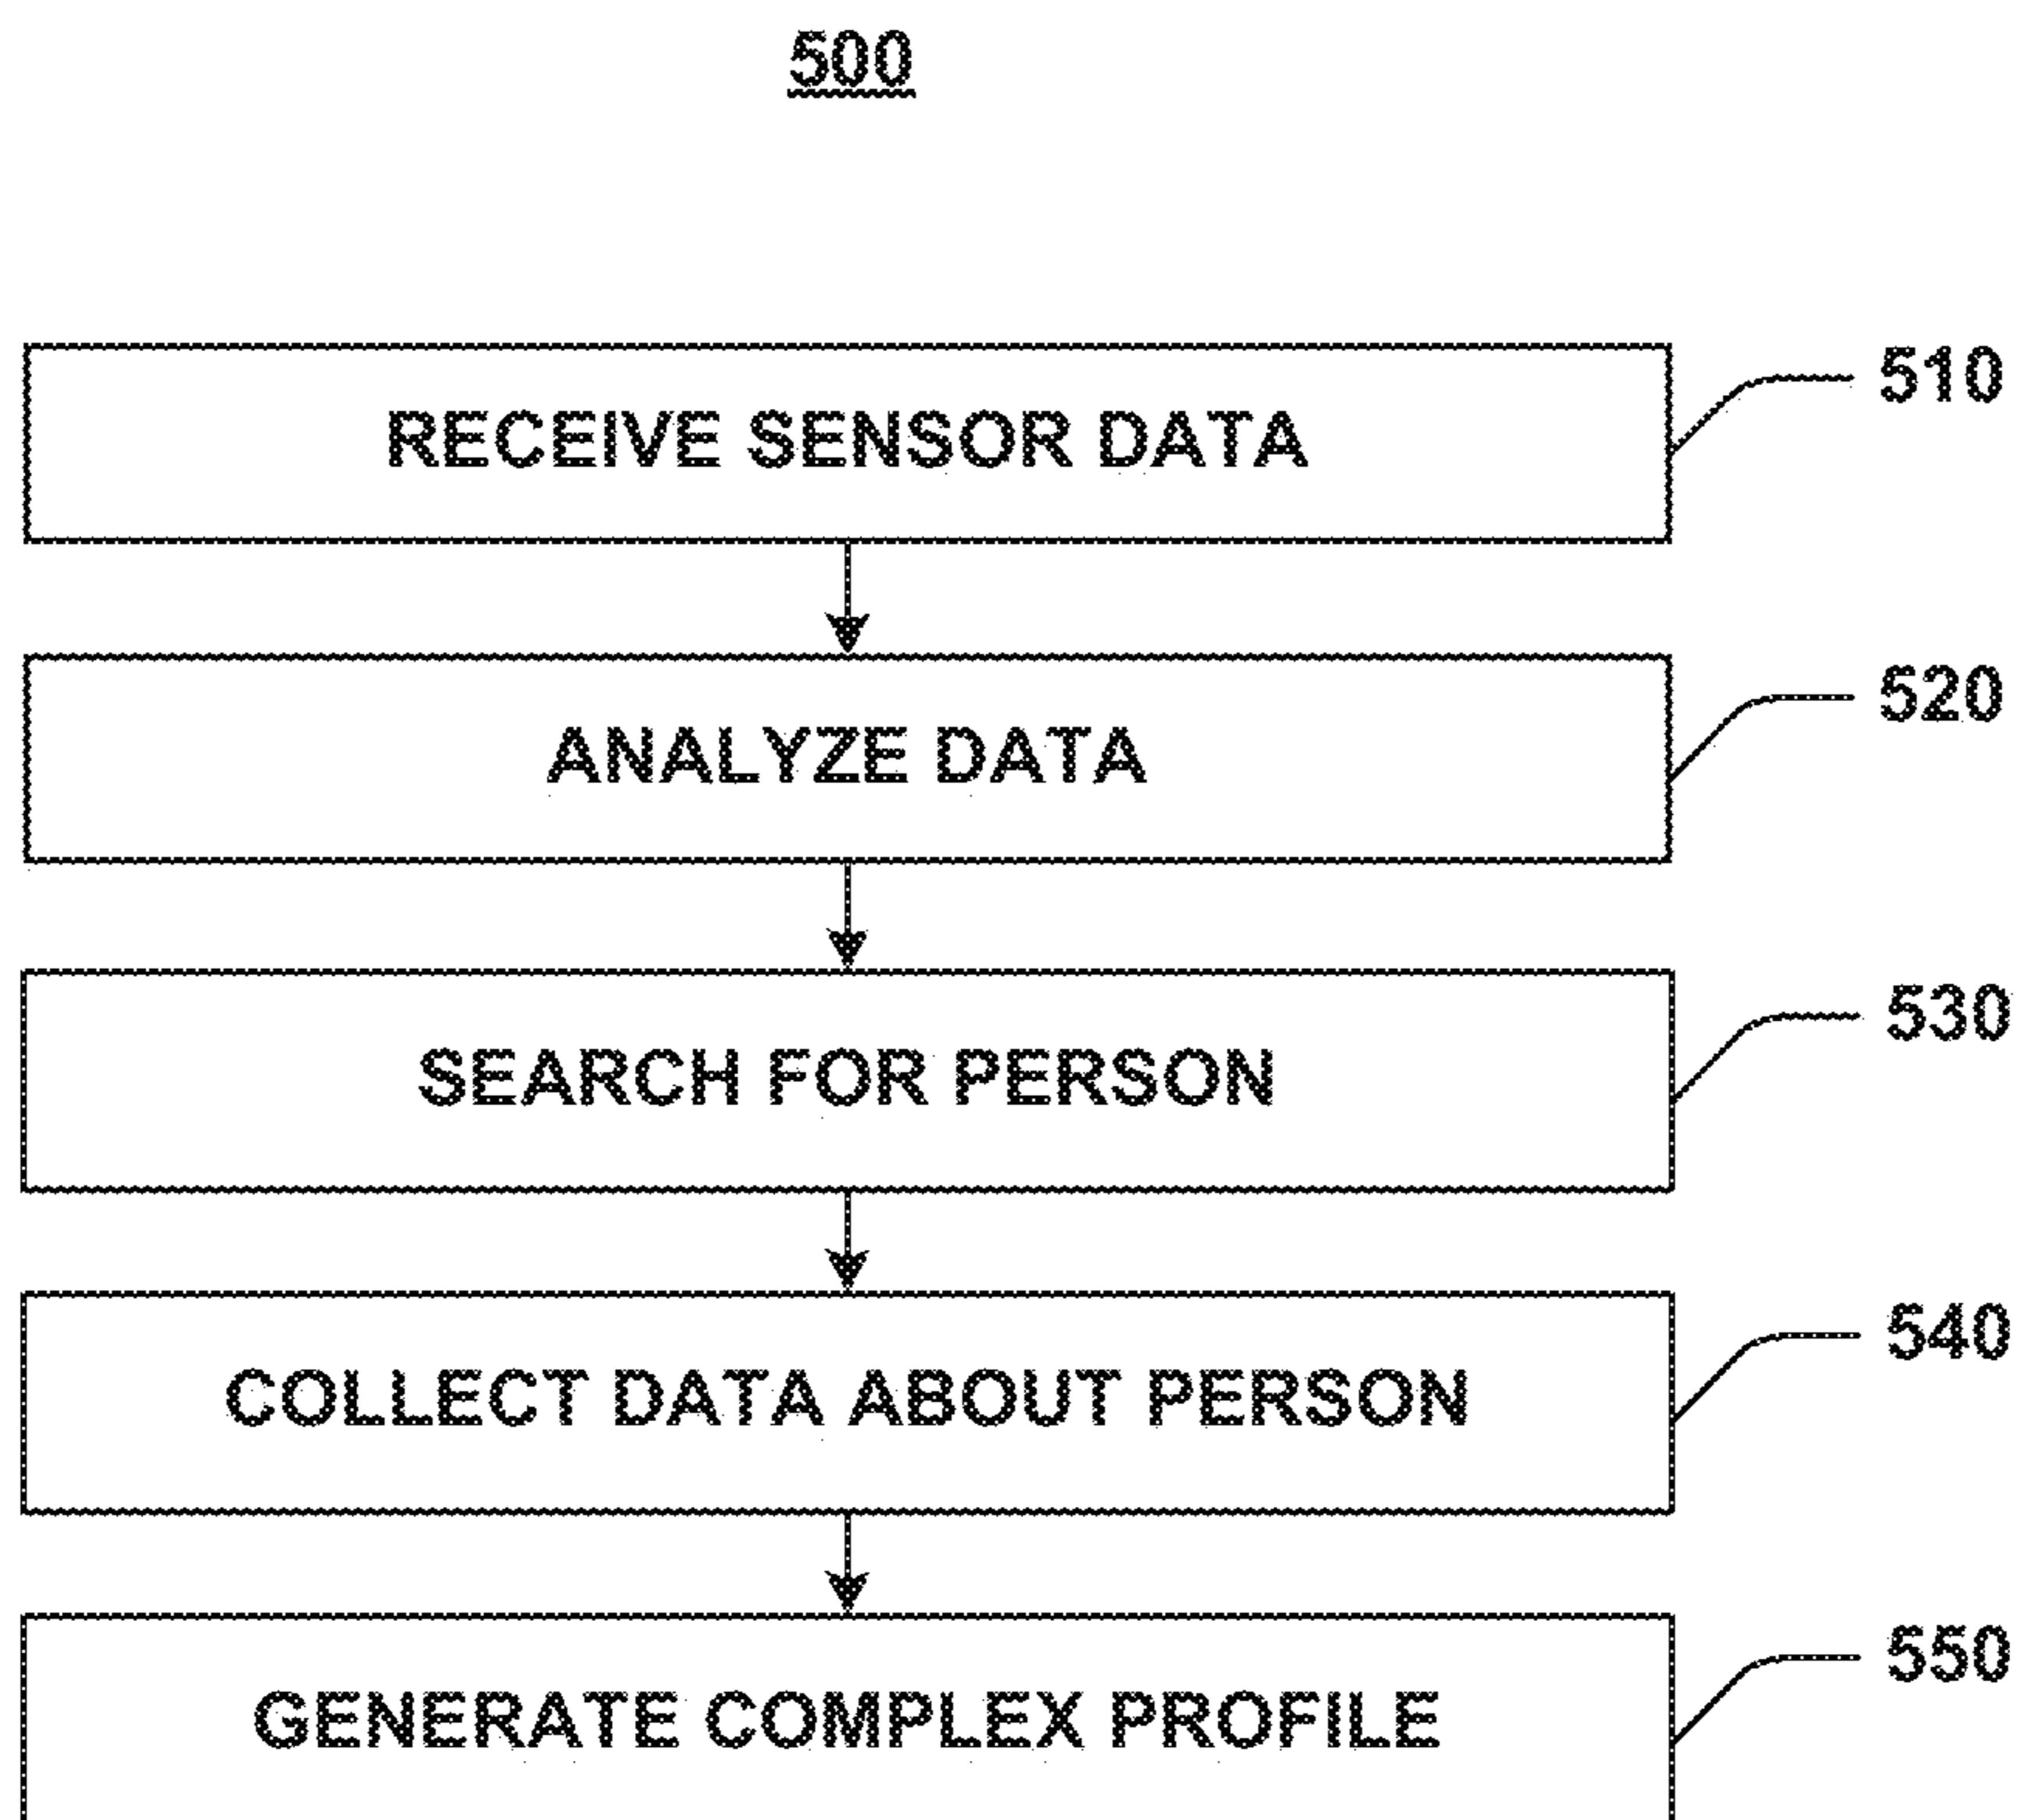 500
RECEIVE SENSOR DATA
510
ANALYZE DATA
520
SEARCH FOR PERSON
530
COLLECT DATA ABOUT PERSON
540
GENERATE COMPLEX PROFILE
550